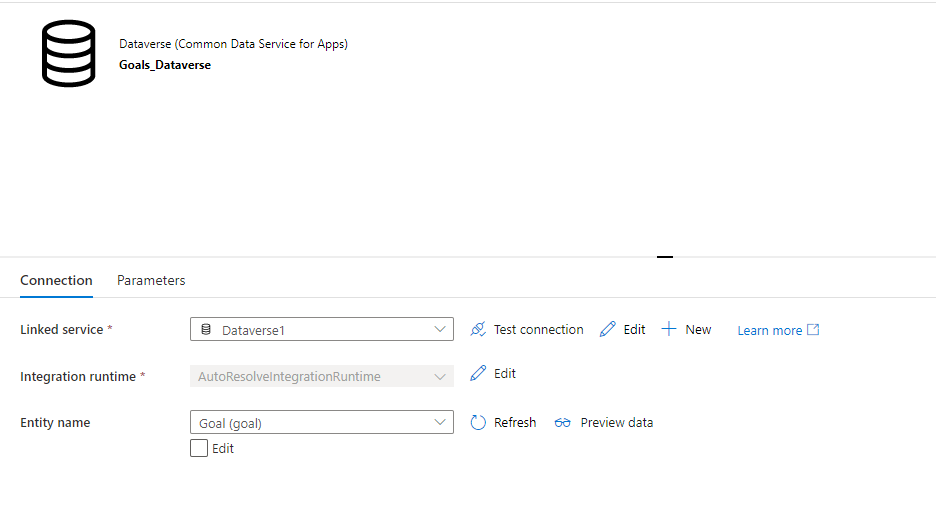 Dataverse (Common Data Service for Apps)
Goals_Dataverse
Connection Parameters
Linked service * Dataverse1 Test connection Edit New Learn more
Integration runtime * AutoResolveIntegrationRuntime Edit
Entity name Goal (goal) Refresh Preview data
Edit